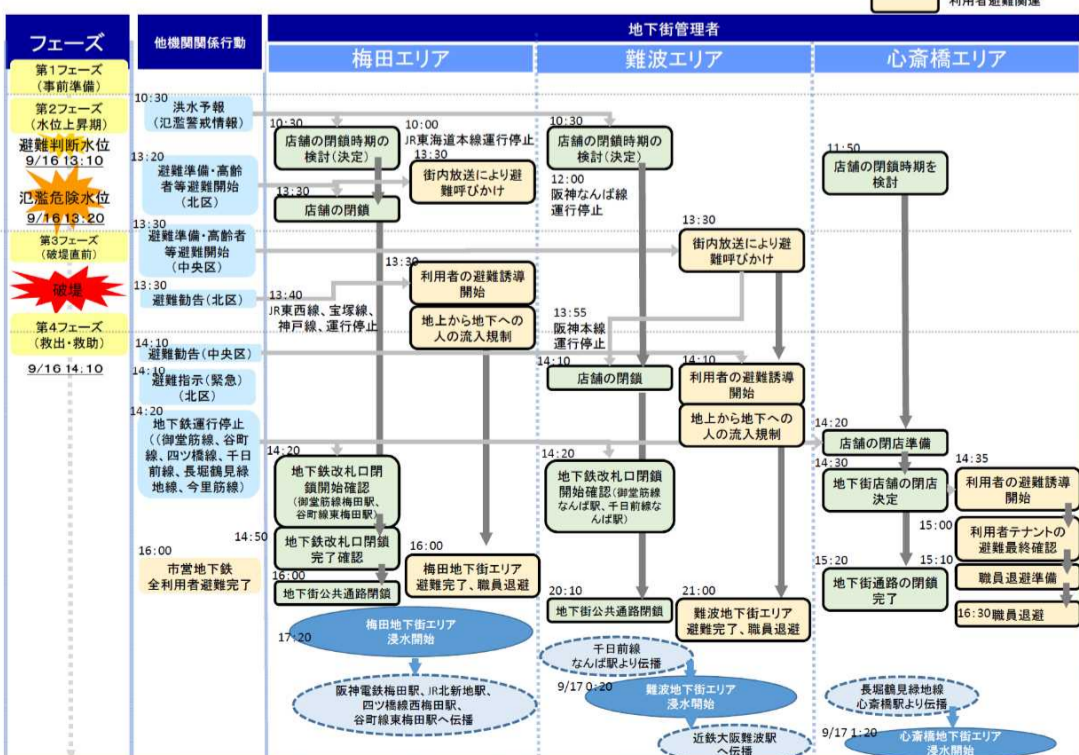 利用者避難関連
フェーズ
他機関関係行動
地下街管理者
梅田エリア
難波エリア
心斎橋エリア
第1フェーズ
(事前準備)
第2フェーズ
(水位上昇期)
避難判断水位
9/16 13:10
氾濫危険水位
9/16 13:20
第3フェーズ
(破堤直前)
破堤
第4フェーズ
(救出・救助)
9/16 14:10
10:30
洪水予報
(氾濫警戒情報)
13:20
避難準備・高齢
者等避難開始
(北区)
13:30
避難準備・高齢者
等避難開始
(中央区)
13:30
避難勧告(北区)
14:10
避難勧告(中央区)
14:10
避難指示(緊急)
(北区)
14:20
地下鉄運行停止
((御堂筋線、谷町
線、四ツ橋線、千日
前線、長堀鶴見緑
地線、今里筋線)
16:00
市営地下鉄
全利用者避難完了
10:30
店舗の閉鎖時期の
検討(決定)
10:00
JR東海道本線運行停止
13:30
街内放送により避
難呼びかけ
13:30
店舗の閉鎖
13:30
利用者の避難誘導
開始
13:40
JR東西線、宝塚線、
神戸線、運行停止
地上から地下への
人の流入規制
14:20
地下鉄改札口閉
鎖開始確認
(御堂筋線梅田駅、
谷町線東梅田駅)
14:50
地下鉄改札口閉鎖
完了確認
16:00
地下街公共通路閉鎖
16:00
梅田地下街エリア
避難完了、職員退避
17:20
梅田地下街エリア
浸水開始
阪神電鉄梅田駅、JR北新地駅、
四ツ橋線西梅田駅、
谷町線東梅田駅へ伝播
10:30
店舗の閉鎖時期の
検討(決定)
12:00
阪神なんば線
運行停止
13:30
街内放送により避
難呼びかけ
13:55
阪神本線
運行停止
14:10
店舗の閉鎖
14:10
利用者の避難誘導
開始
地上から地下への
人の流入規制
14:20
地下鉄改札口閉鎖
開始確認(御堂筋線
なんば駅、千日前線な
んば駅)
20:10
地下街公共通路閉鎖
21:00
難波地下街エリア
避難完了、職員退避
千日前線
なんば駅より伝播
9/17 0:20
難波地下街エリア
浸水開始
近鉄大阪難波駅
へ伝播
11:50
店舗の閉鎖時期を
検討
14:20
店舗の閉店準備
14:30
地下街店舗の閉店
決定
14:35
利用者の避難誘導
開始
15:00
利用者テナントの
避難最終確認
15:10
職員退避準備
15:20
地下街通路の閉鎖
完了
16:30
職員退避
長堀鶴見緑地線
心斎橋駅より伝播
9/17 1:20
心斎橋地下街エリア
浸水開始